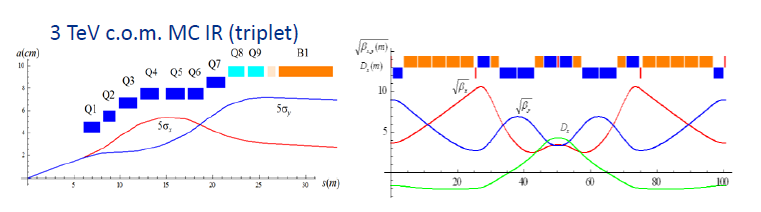 3 TeV c.o.m. MC IR (triplet)
a(cm)
Q8 Q9 B1
Q7
Q4 Q5 Q6
Q3
Q2
Q1
10
8
6
4
2
5σx
5σy
5 10 15 20 25 30 s(m)
√βx,y (m)
Dx (m)
10
5
√βx
√βy
Dx
20 40 60 80 100